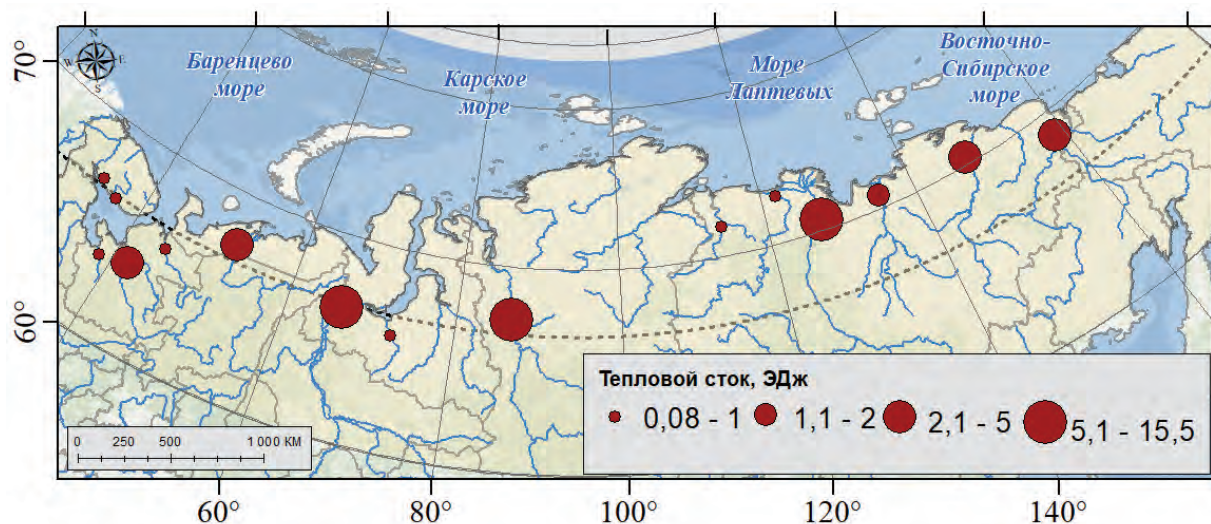 N
W E
S
70°
60°
Баренцево
море
Карское
море
Море
Лаптевых
Восточно-
Сибирское
море
Тепловой сток, ЭДж
0,08 - 1
1,1 - 2
2,1 - 5
5,1 - 15,5
0 250 500 1 000 КМ
60°
80°
100°
120°
140°